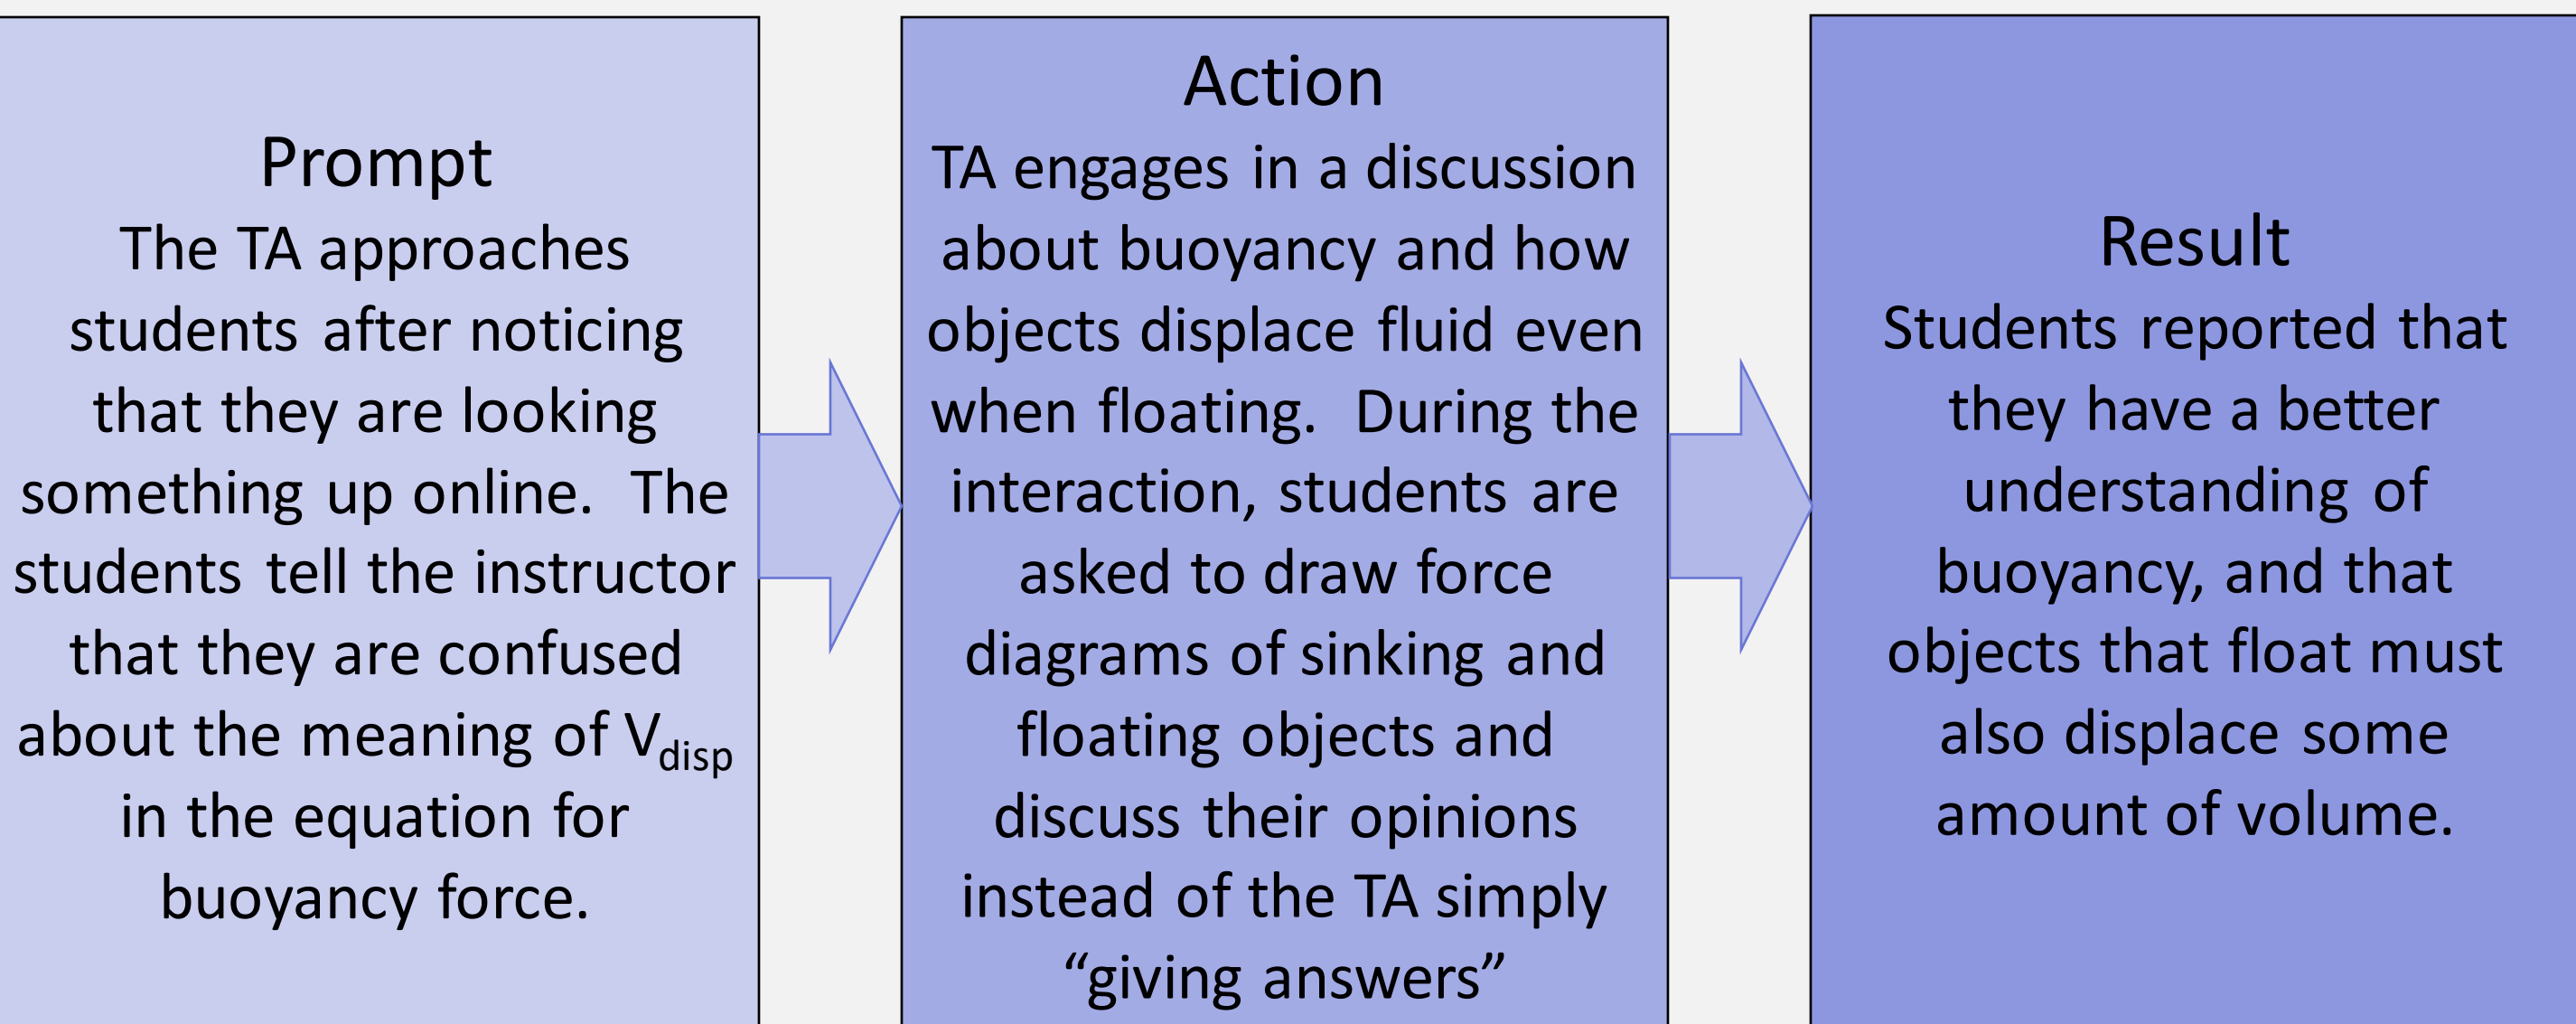 Prompt
The TA approaches
students after noticing
that they are looking
something up online. The
students tell the instructor
that they are confused
about the meaning of V_disp
in the equation for
buoyancy force.
Action
TA engages in a discussion
about buoyancy and how
objects displace fluid even
when floating. During the
interaction, students are
asked to draw force
diagrams of sinking and
floating objects and
discuss their opinions
instead of the TA simply
“giving answers”
Result
Students reported that
they have a better
understanding of
buoyancy, and that
objects that float must
also displace some
amount of volume.